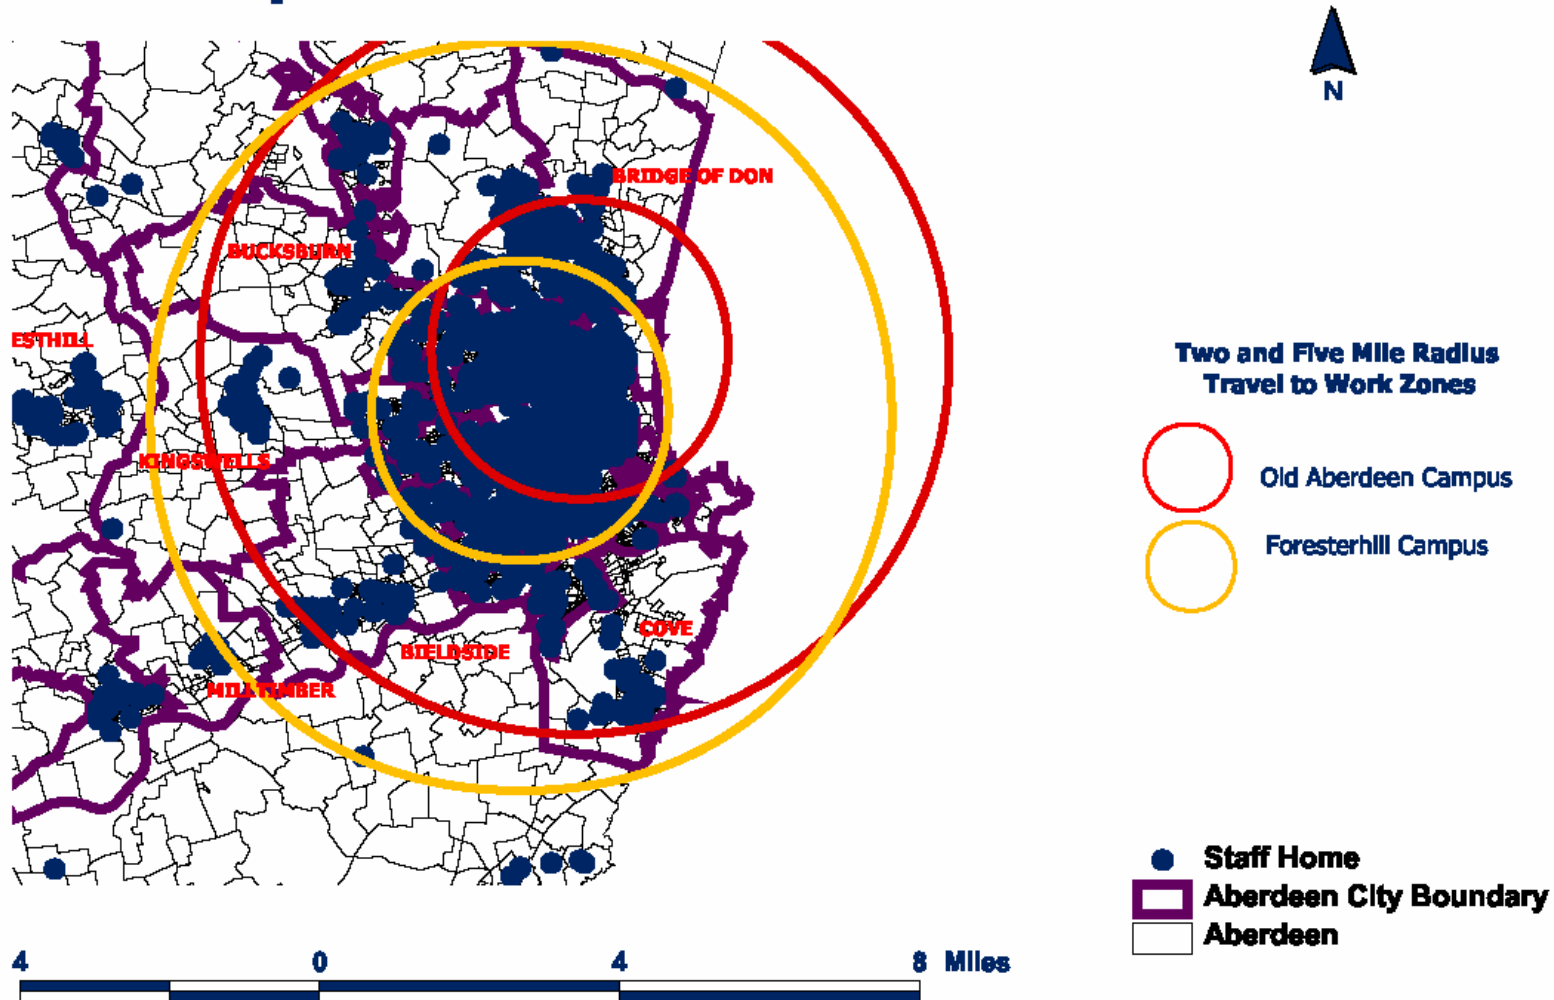 N
BRIDGE OF DON
BUCKSBURN
ESTHILL
KINGSWELLS
COVE
BIELDSIDE
MILLTIMBER
Two and Five Mile Radius
Travel to Work Zones
Old Aberdeen Campus
Foresterhill Campus
Staff Home
Aberdeen City Boundary
Aberdeen
4 0 4 8 Miles